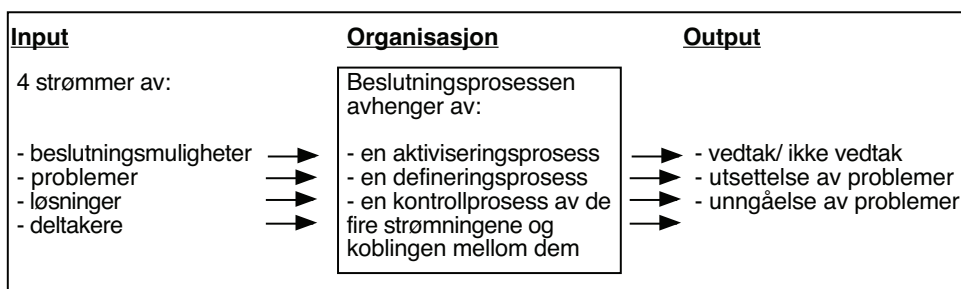 Input
Organisasjon
Output
4 strømmer av:
Beslutningsprosessen
avhenger av:
- beslutningsmuligheter
- problemer
- løsninger
- deltakere
- en aktiviseringsprosess
- en defineringsprosess
- en kontrollprosess av de
fire strømningene og
koblingen mellom dem
- vedtak/ ikke vedtak
- utsettelse av problemer
- unngåelse av problemer